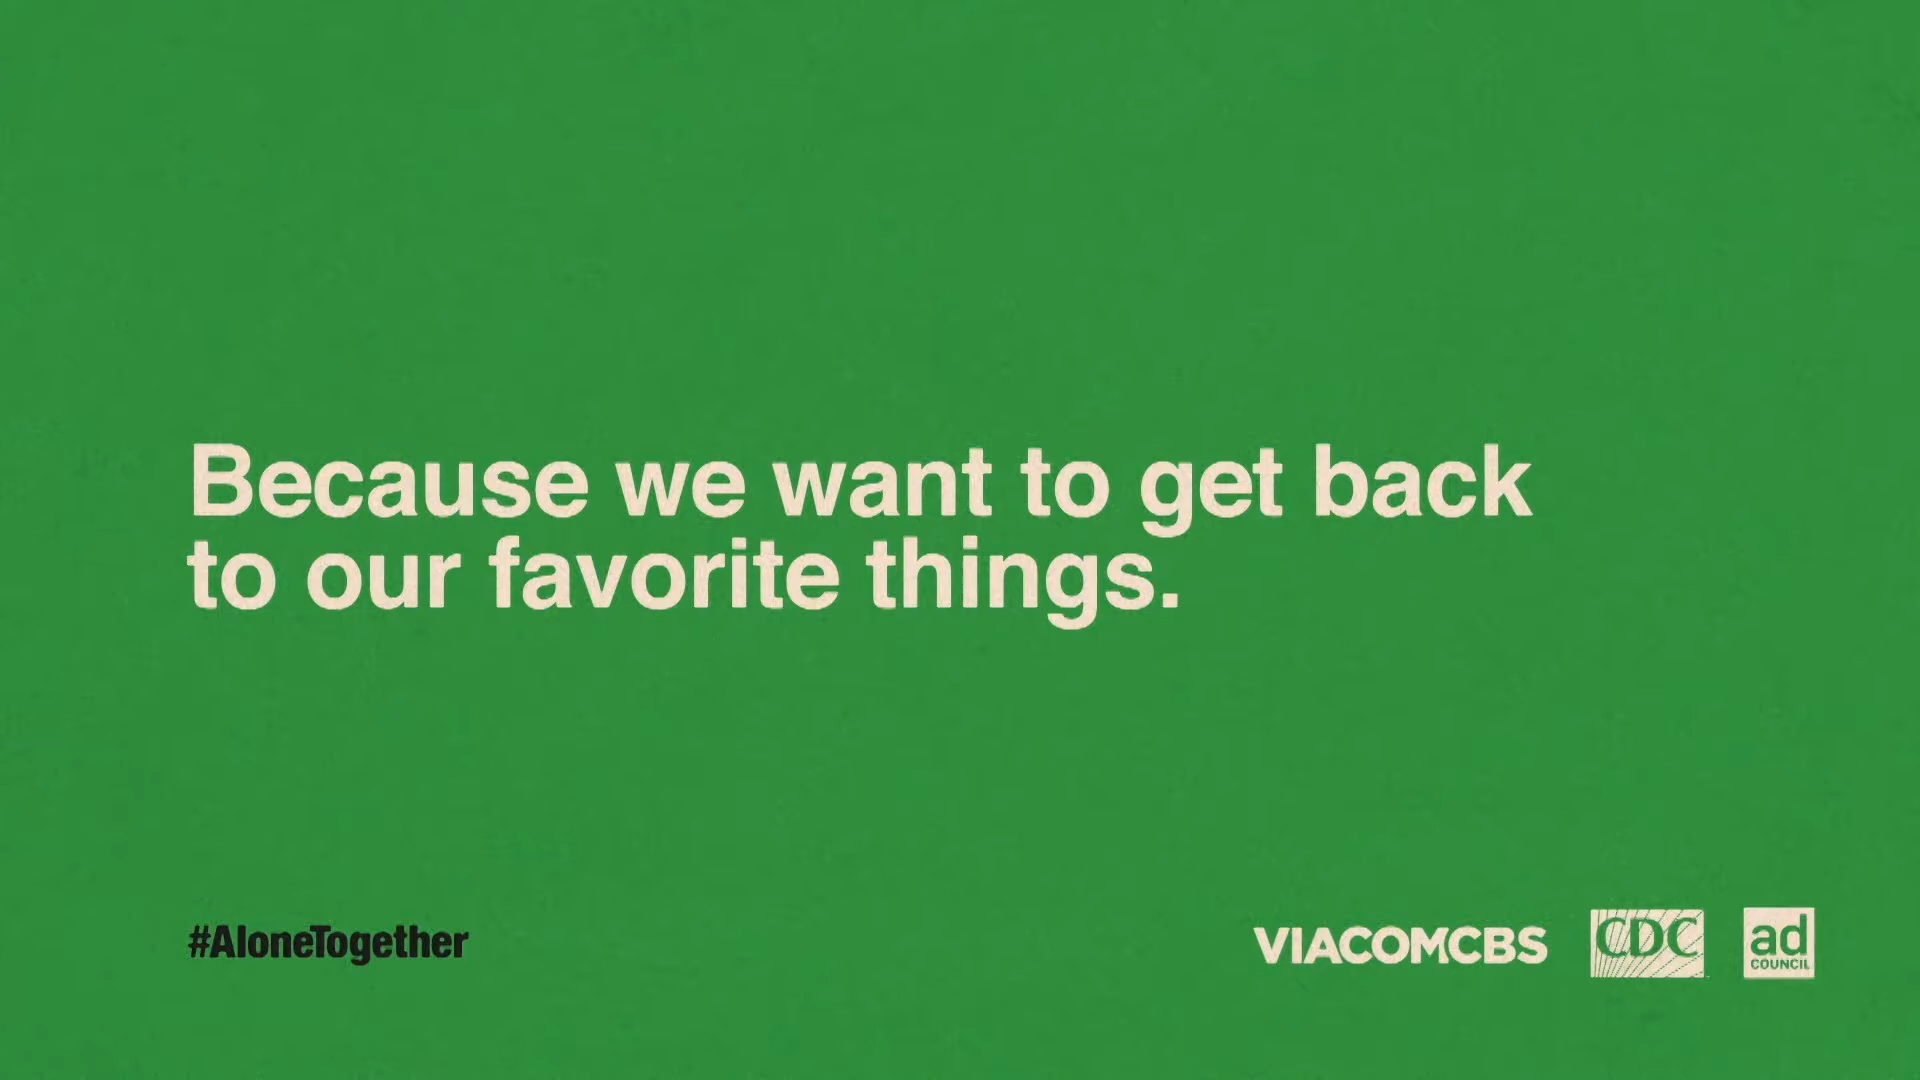 Because we want to get back
to our favorite things.
#AloneTogether
VIACOMCBS
CDC
ad
COUNCIL